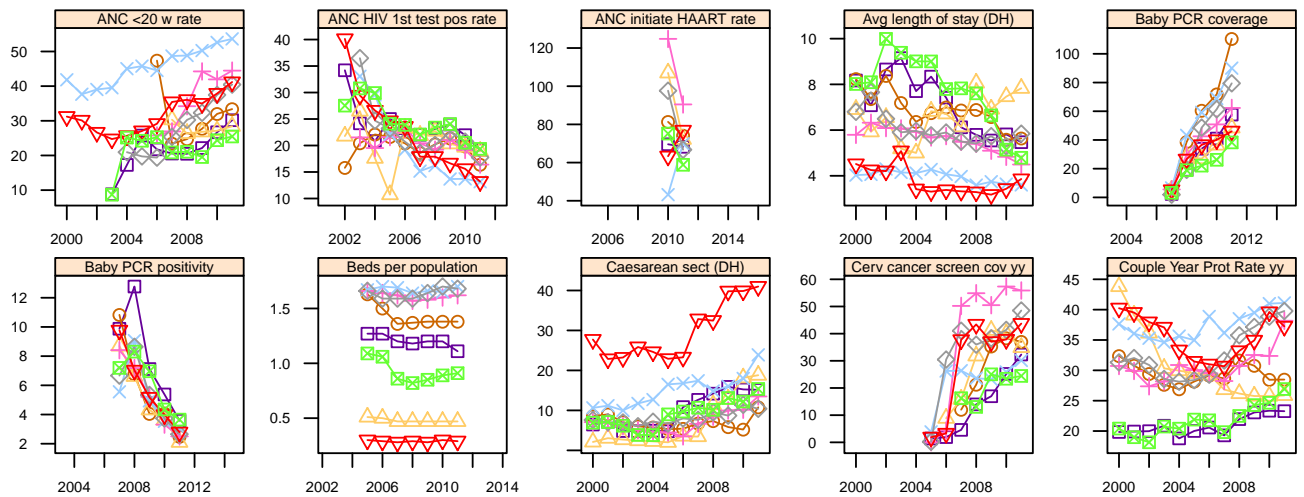 ANC <20 w rate
ANC HIV 1st test pos rate
ANC initiate HAART rate
Avg length of stay (DH)
Baby PCR coverage
50
40
30
20
10
2000 2004 2008
40
35
30
25
20
15
10
2002 2006 2010
120
100
80
60
40
2006 2010 2014
10
8
6
4
2000 2004 2008
100
80
60
40
20
0
2004 2008 2012
Baby PCR positivity
Beds per population
Caesarean sect (DH)
Cerv cancer screen cov yy
Couple Year Prot Rate yy
12
10
8
6
4
2
2004 2008 2012
1.5
1.0
0.5
2002 2006 2010 2014
40
30
20
10
2000 2004 2008
60
50
40
30
20
10
0
2000 2004 2008
45
40
35
30
25
20
2000 2004 2008